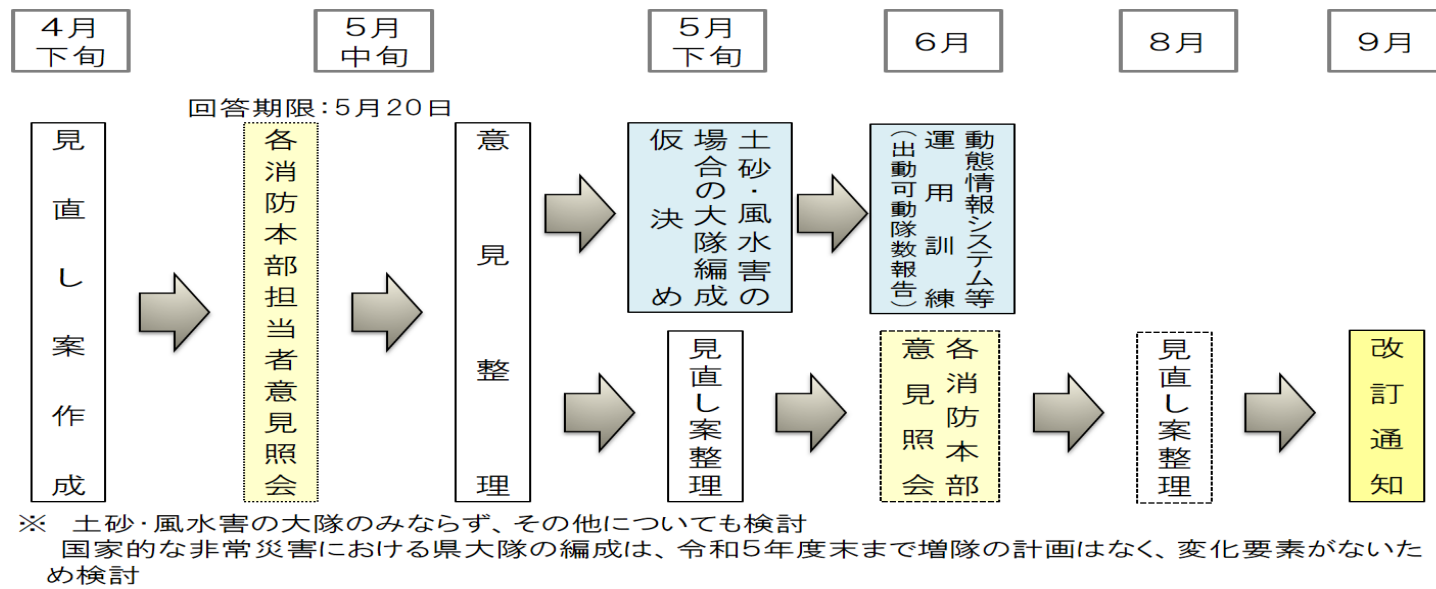 4月
下旬
5月
中旬
5月
下旬
6月
8月
9月
回答期限：5月20日
見直し案作成
各消防本部担当者意見照会
意見整理
土砂・風水害の
場合の大隊編成
仮決め
動態情報システム等
運用訓練
（出動可動隊数報告）
見直し案整理
各消防本部
意見照会
見直し案整理
改訂通知
※　土砂・風水害の大隊のみならず、その他についても検討
国家的な非常災害における県大隊の編成は、令和5年度末まで増隊の計画はなく、変化要素がないた
め検討